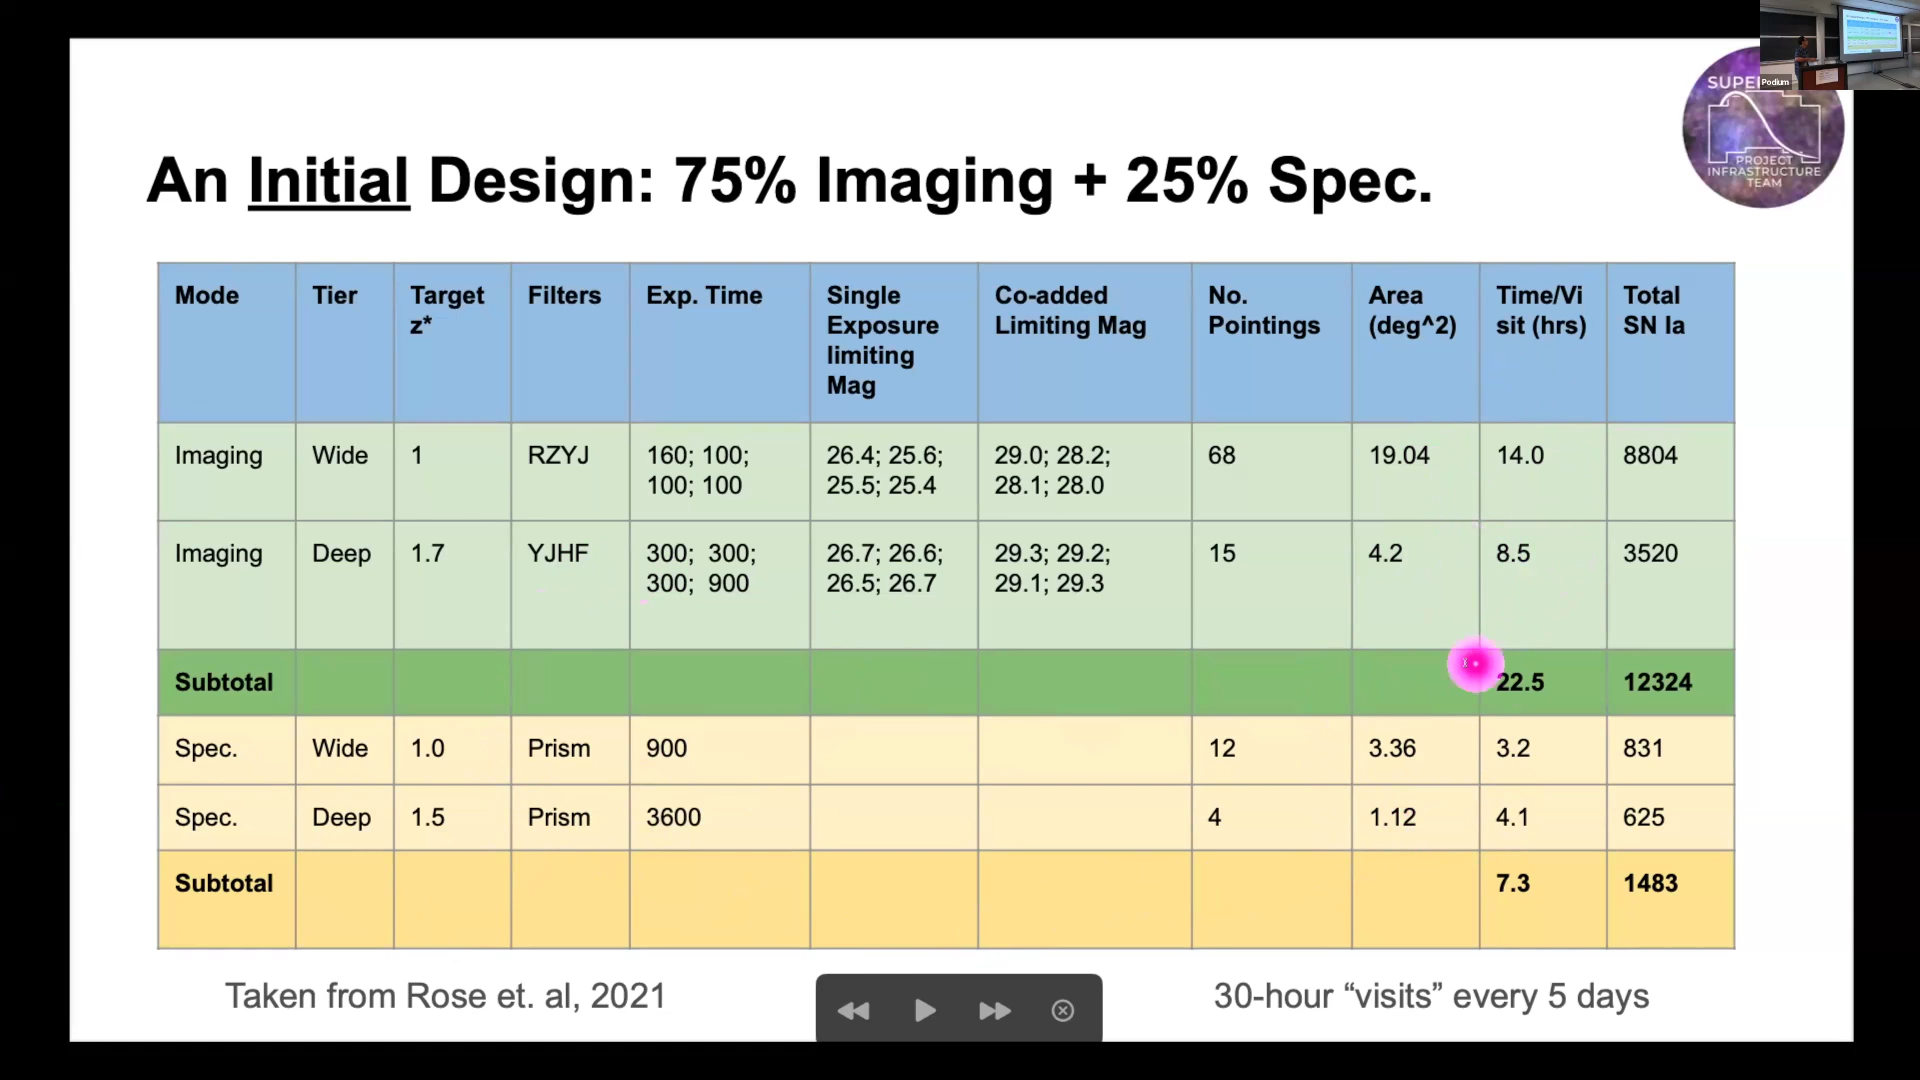 SUPE
Podium
PROJECT
INFRASTRUCTURE
TEAM
An Initial Design: 75% Imaging + 25% Spec.
Mode Tier Target z* Filters Exp. Time Single Exposure limiting Mag Co-added Limiting Mag No. Pointings Area (deg^2) Time/Vi sit (hrs) Total SN Ia
Imaging Wide 1 RZYJ 160; 100; 100; 100 26.4; 25.6; 25.5; 25.4 29.0; 28.2; 28.1; 28.0 68 19.04 14.0 8804
Imaging Deep 1.7 YJHF 300; 300; 300; 900 26.7; 26.6; 26.5; 26.7 29.3; 29.2; 29.1; 29.3 15 4.2 8.5 3520
Subtotal 22.5 12324
Spec. Wide 1.0 Prism 900 12 3.36 3.2 831
Spec. Deep 1.5 Prism 3600 4 1.12 4.1 625
Subtotal 7.3 1483
Taken from Rose et. al, 2021
30-hour “visits” every 5 days